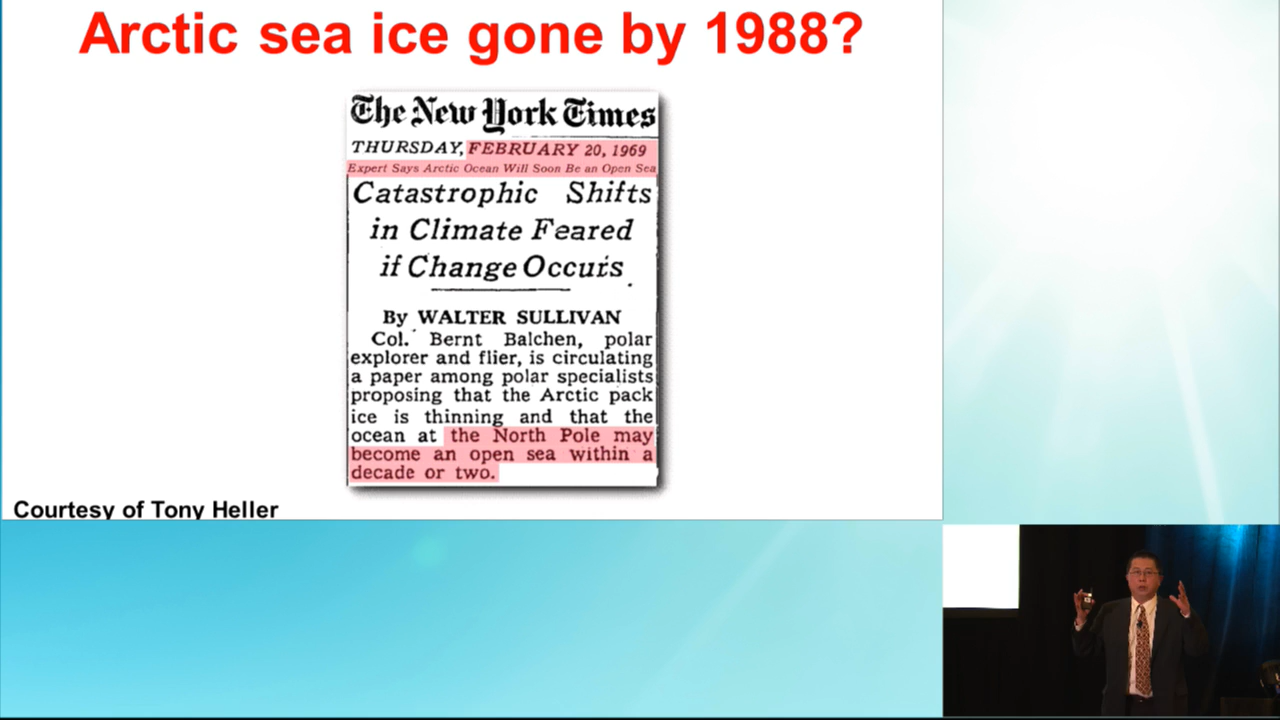 Arctic sea ice gone by 1988?
The New York Times
THURSDAY, FEBRUARY 20, 1969
Expert Says Arctic Ocean Will Soon Be an Open Sea
Catastrophic Shifts
in Climate Feared
if Change Occurs
By WALTER SULLIVAN
Col. Bernt Balchen, polar
explorer and flier, is circulating
a paper among polar specialists
proposing that the Arctic pack
ice is thinning and that the
ocean at the North Pole may
become an open sea within a
decade or two.
Courtesy of Tony Heller